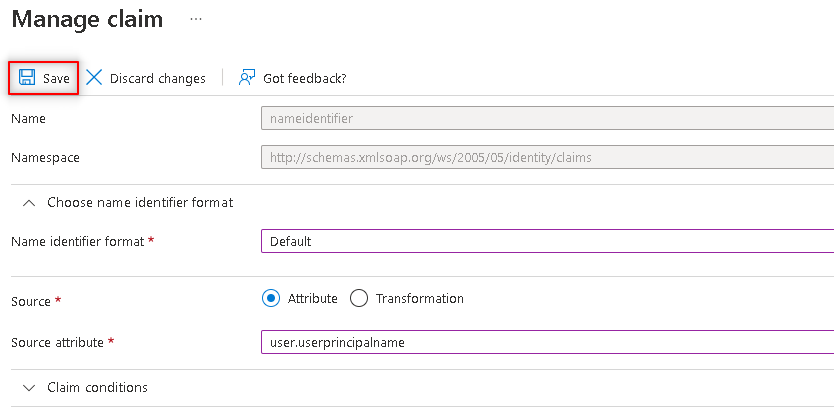 Manage claim ...
Save Discard changes Got feedback?
Name nameidentifier
Namespace http://schemas.xmlsoap.org/ws/2005/05/identity/claims
Choose name identifier format
Name identifier format * Default
Source * Attribute Transformation
Source attribute * user.userprincipalname
Claim conditions